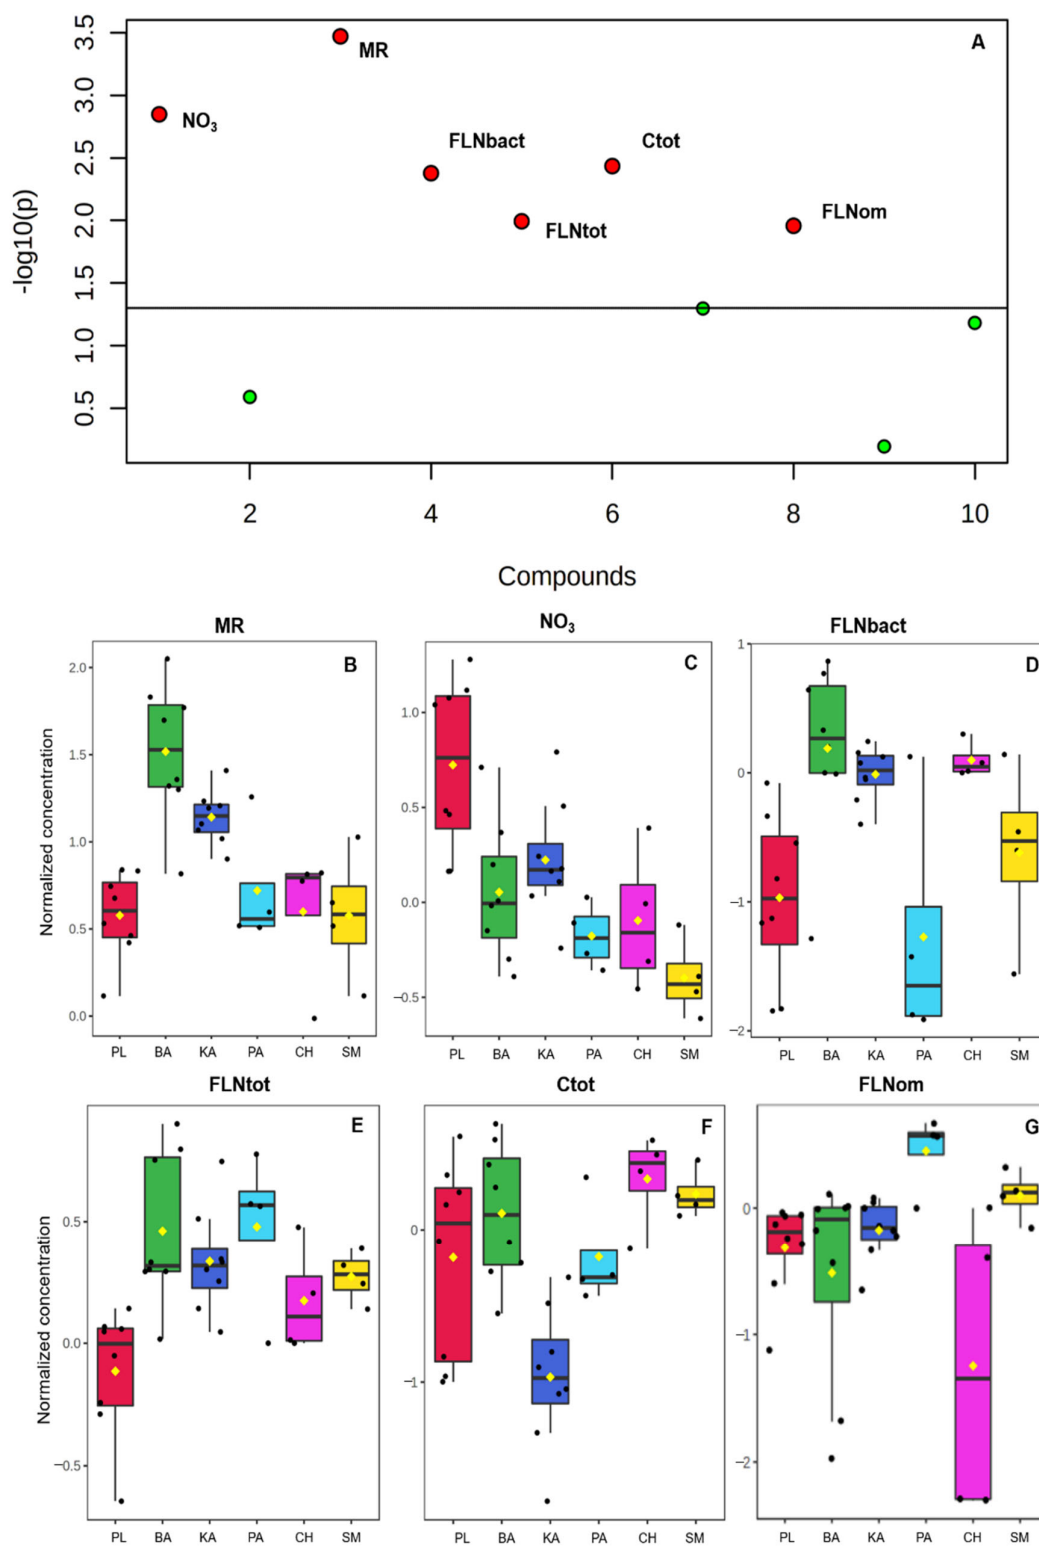 A
3.5
3.0
2.5
2.0
1.5
1.0
0.5
-log10(p)
MR
NO₃
FLNbact
Ctot
FLNtot
FLNom
2 4 6 8 10
Compounds
MR NO₃ FLNbact
B C D
Normalized concentration
2.0
1.5
1.0
0.5
0.0
PL BA KA PA CH SM
1.0
0.5
0.0
−0.5
PL BA KA PA CH SM
1
0
−1
−2
PL BA KA PA CH SM
FLNtot Ctot FLNom
E F G
Normalized concentration
0.5
0.0
−0.5
PL BA KA PA CH SM
0
−1
PL BA KA PA CH SM
0
−1
−2
PL BA KA PA CH SM